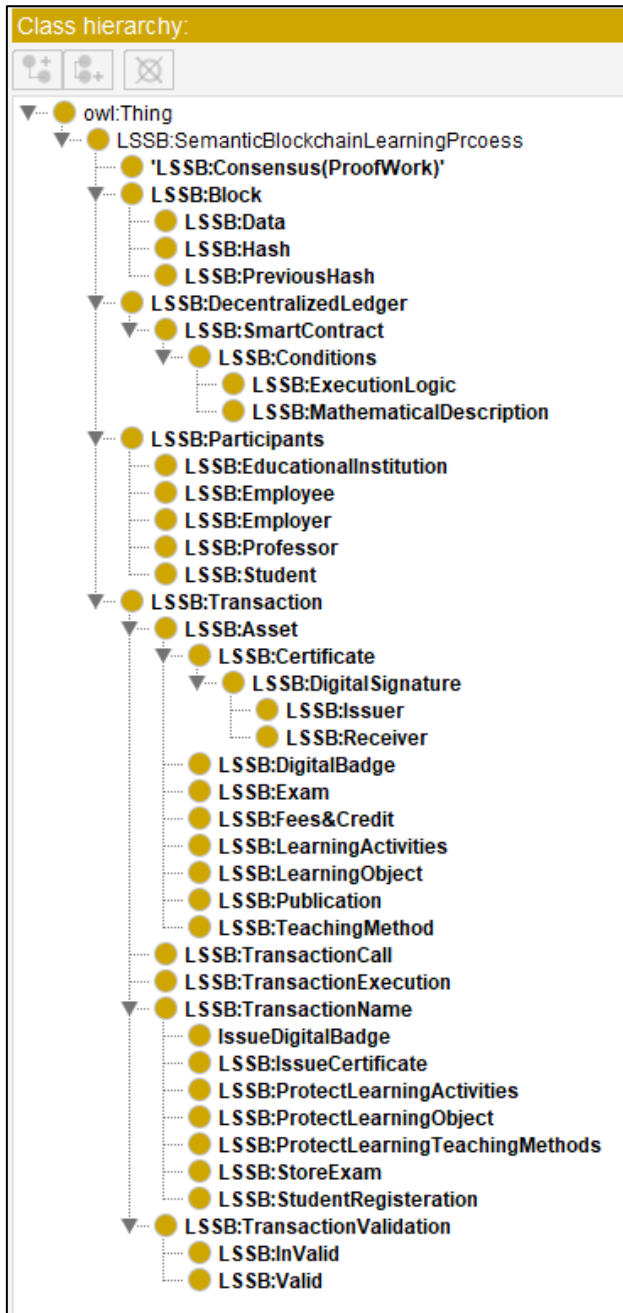 Class hierarchy:
owl:Thing
LSSB:SemanticBlockchainLearningPrcoess
'LSSB:Consensus(ProofWork)'
LSSB:Block
LSSB:Data
LSSB:Hash
LSSB:PreviousHash
LSSB:DecentralizedLedger
LSSB:SmartContract
LSSB:Conditions
LSSB:ExecutionLogic
LSSB:MathematicalDescription
LSSB:Participants
LSSB:EducationalInstitution
LSSB:Employee
LSSB:Employer
LSSB:Professor
LSSB:Student
LSSB:Transaction
LSSB:Asset
LSSB:Certificate
LSSB:DigitalSignature
LSSB:Issuer
LSSB:Receiver
LSSB:DigitalBadge
LSSB:Exam
LSSB:Fees&Credit
LSSB:LearningActivities
LSSB:LearningObject
LSSB:Publication
LSSB:TeachingMethod
LSSB:TransactionCall
LSSB:TransactionExecution
LSSB:TransactionName
IssueDigitalBadge
LSSB:IssueCertificate
LSSB:ProtectLearningActivities
LSSB:ProtectLearningObject
LSSB:ProtectLearningTeachingMethods
LSSB:StoreExam
LSSB:StudentRegisteration
LSSB:TransactionValidation
LSSB:InValid
LSSB:Valid